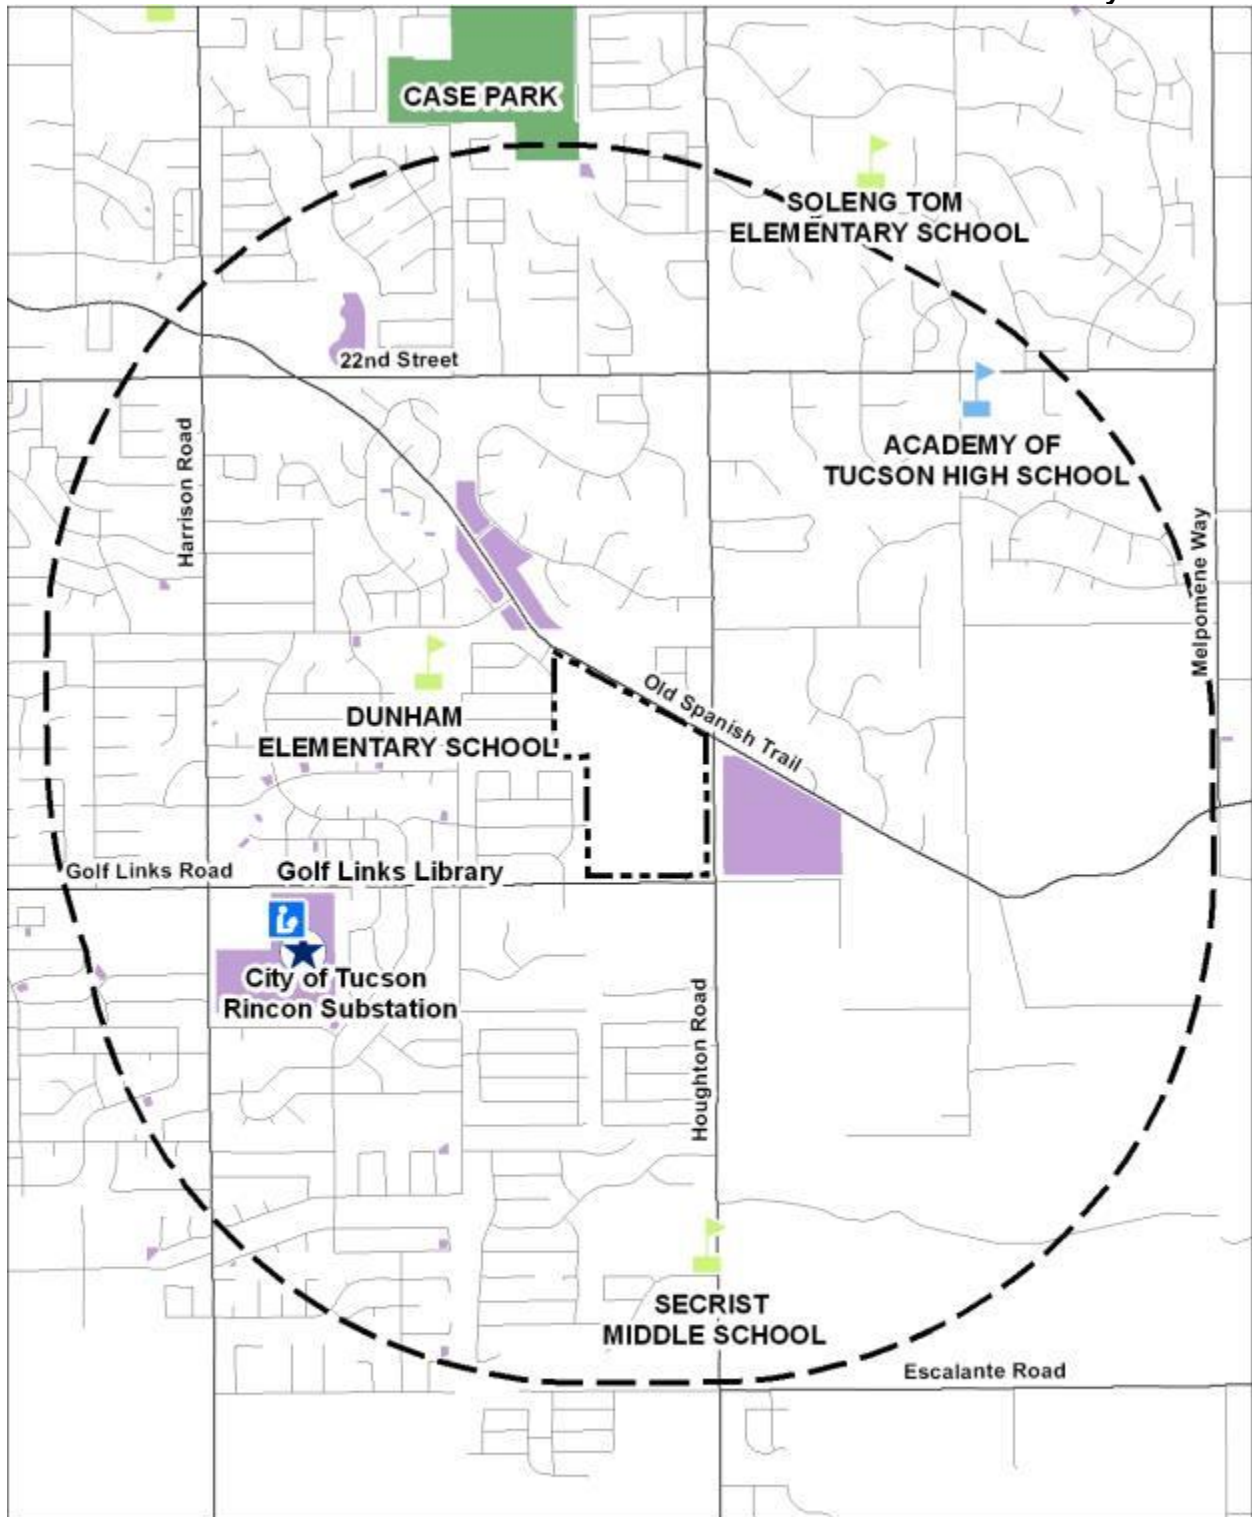 CASE PARK
SOLENG TOM
ELEMENTARY SCHOOL
22nd Street
Harrison Road
ACADEMY OF
TUCSON HIGH SCHOOL
Melpomene Way
Old Spanish Trail
DUNHAM
ELEMENTARY SCHOOL
Golf Links Road
Golf Links Library
City of Tucson
Rincon Substation
Houghton Road
SECRIST
MIDDLE SCHOOL
Escalante Road